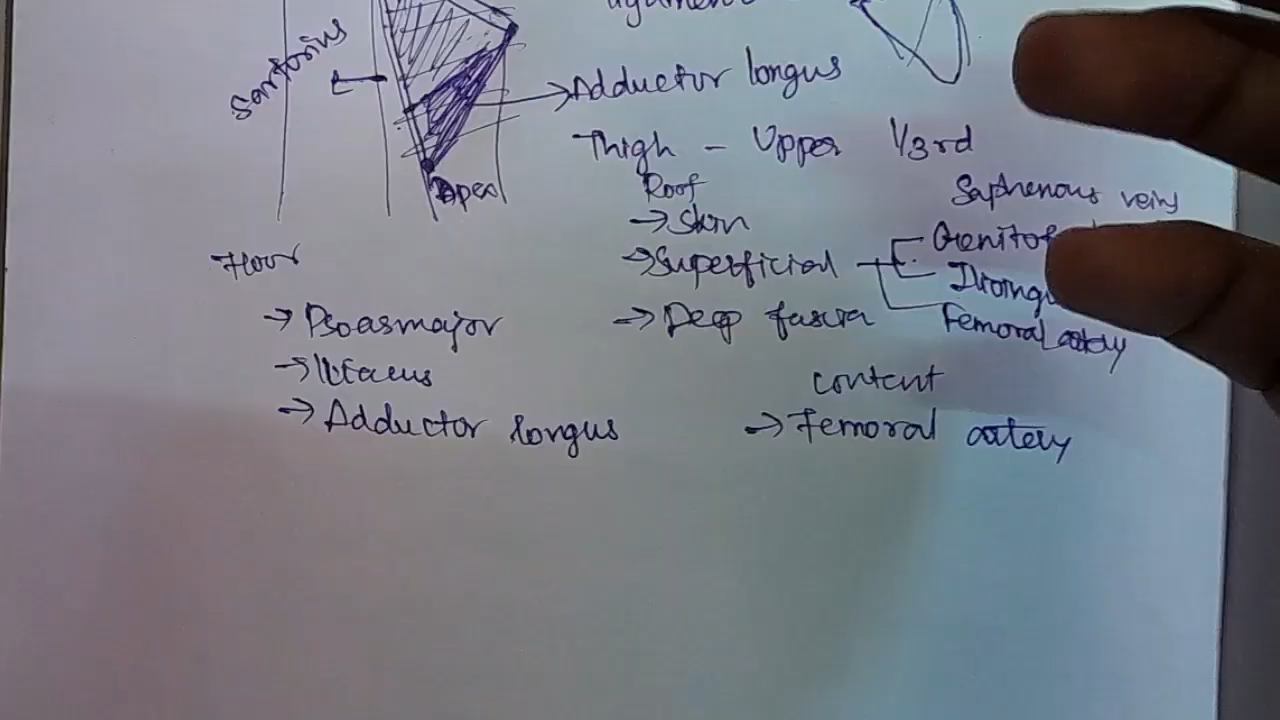 Sartorius
Adductor longus
Thigh - Upper 1/3rd
Apex
Roof
→ Skin
→ Superficial
→ Deep fascia
Saphenous vein
Femoral artery
Floor
→ Psoasmajor
→ Iliacus
→ Adductor longus
content
→ Femoral artery